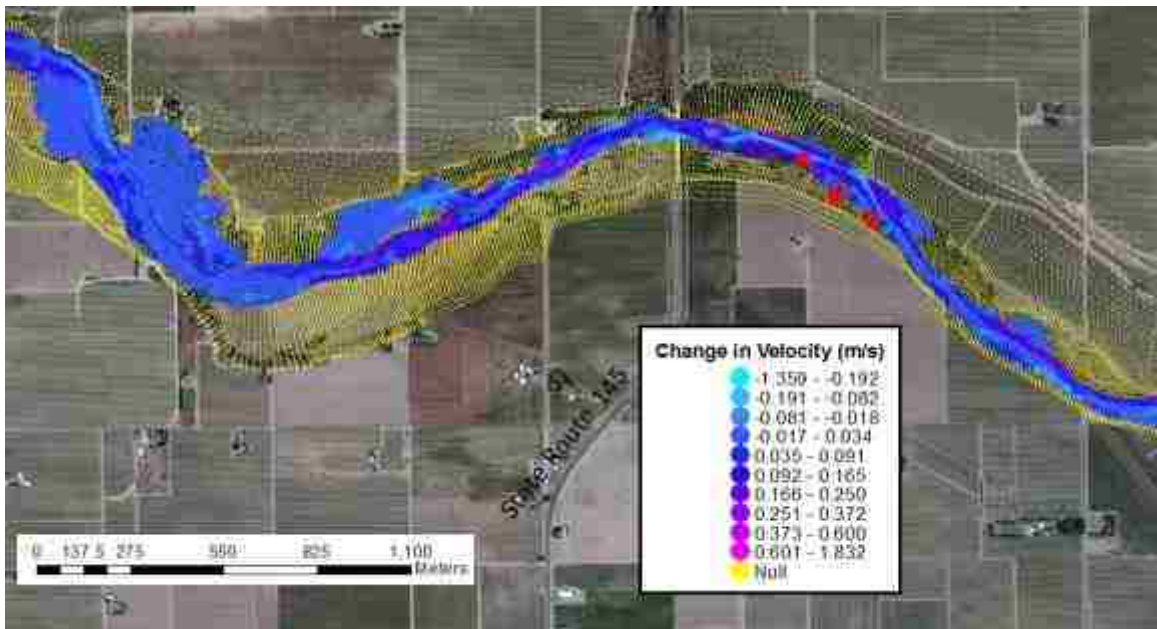 State Route 145
Change in Velocity (m/s)
-1.359 - -0.192
-0.191 - -0.082
-0.081 - -0.018
-0.017 - 0.034
0.035 - 0.091
0.092 - 0.165
0.166 - 0.250
0.251 - 0.372
0.373 - 0.600
0.601 - 1.832
Null
0 137.5 275 550 825 1,100
Meters